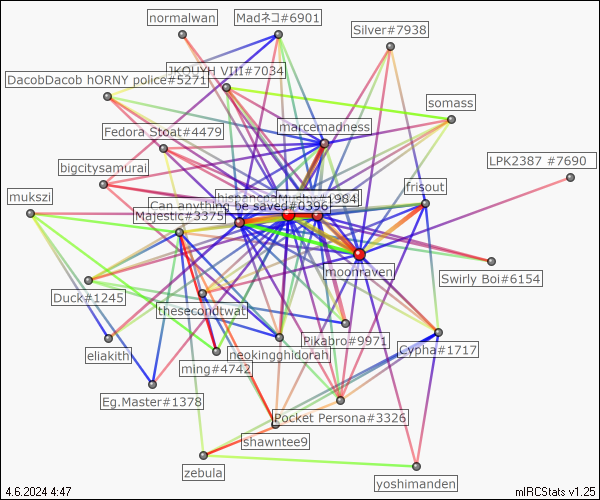 normalwan
Madネコ#6901
Silver#7938
JKOUYH VIII#7034
DacobDacob hORNY police#5271
somass
marcemadness
Fedora Stoat#4479
LPK2387 #7690
bigcitysamurai
frisout
mukszi
Can anything be saved#0396
Majestic#3375
moonraven
Swirly Boi#6154
Duck#1245
thesecondtwat
Pikabro#9971
neokingghidorah
Cypha#1717
eliakith
ming#4742
Eg.Master#1378
Pocket Persona#3326
shawntee9
zebula
yoshimanden
4.6.2024 4:47
mIRCStats v1.25